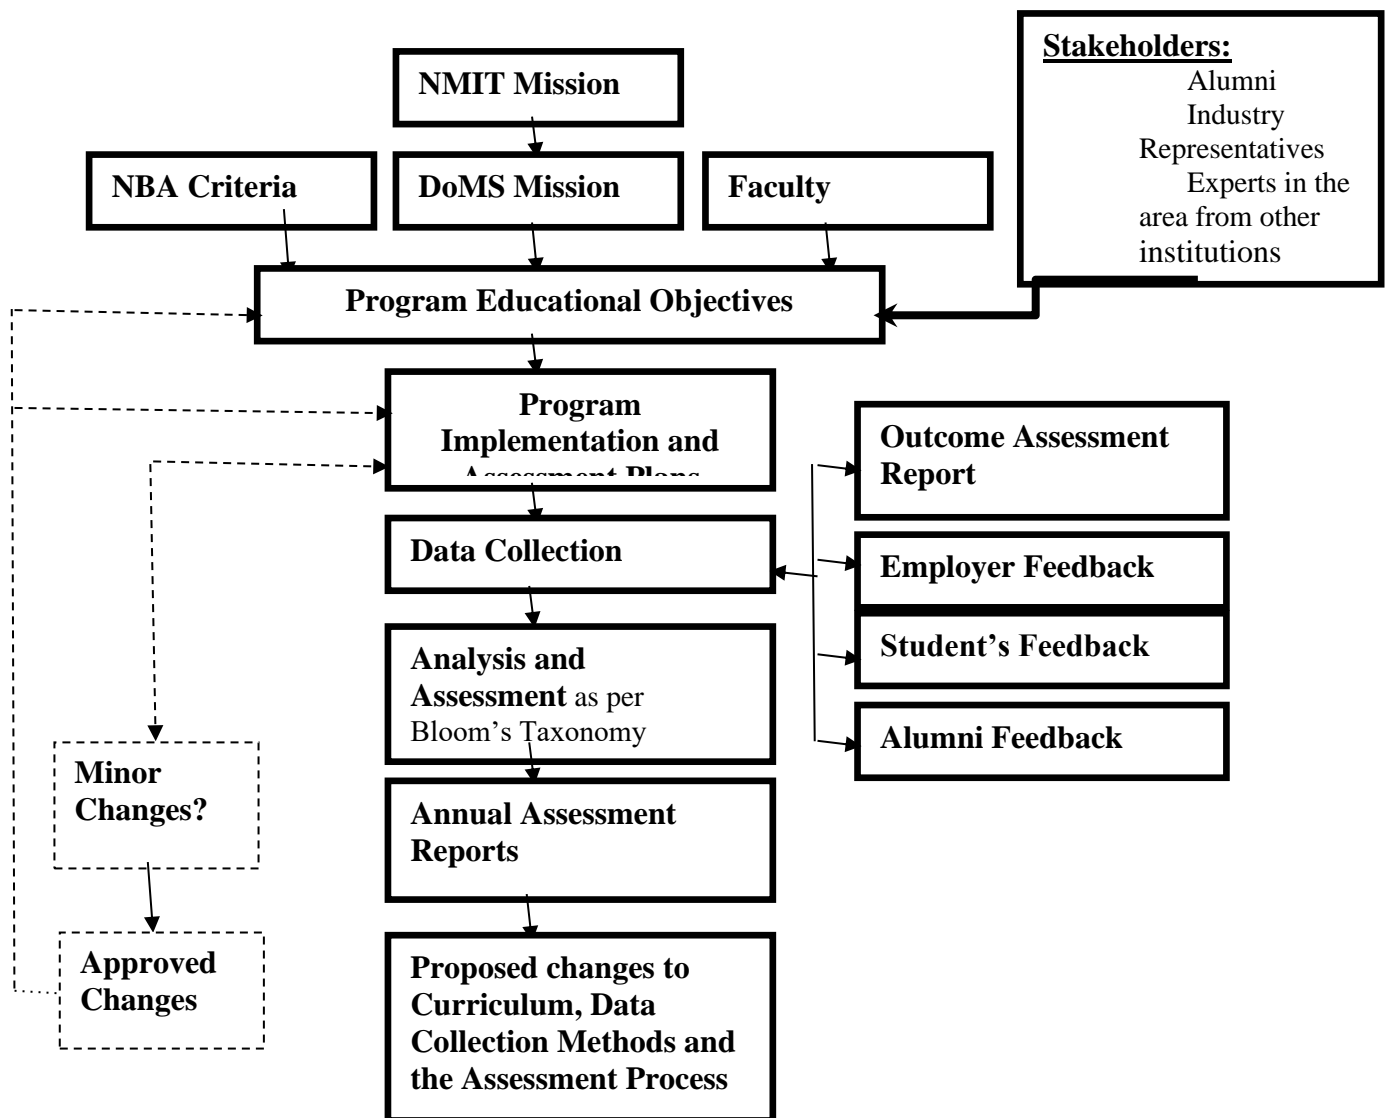 NMIT Mission
Stakeholders:
Alumni
Industry
Representatives
Experts in the
area from other
institutions
NBA Criteria
DoMS Mission
Faculty
Program Educational Objectives
Program
Implementation and
Assessment Plans
Outcome Assessment
Report
Data Collection
Employer Feedback
Student’s Feedback
Alumni Feedback
Analysis and
Assessment as per
Bloom’s Taxonomy
Minor
Changes?
Annual Assessment
Reports
Approved
Changes
Proposed changes to
Curriculum, Data
Collection Methods and
the Assessment Process